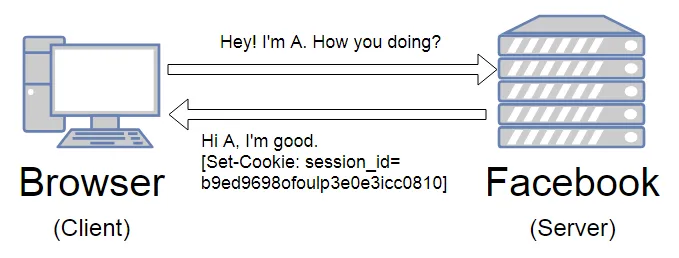 Hey! I'm A. How you doing?
Hi A, I'm good.
[Set-Cookie: session_id=
b9ed9698ofoulp3e0e3icc0810]
Browser
(Client)
Facebook
(Server)